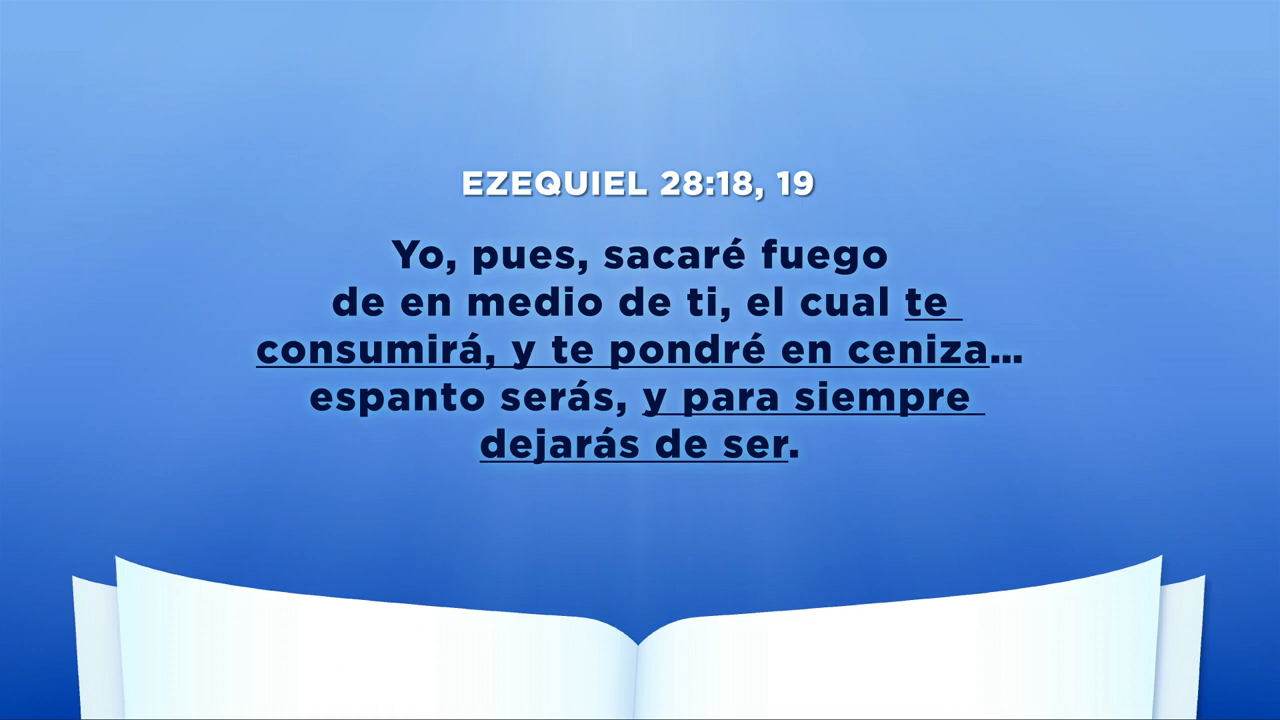 EZEQUIEL 28:18, 19
Yo, pues, sacaré fuego
de en medio de ti, el cual te
consumirá, y te pondré en ceniza...
espanto serás, y para siempre
dejarás de ser.